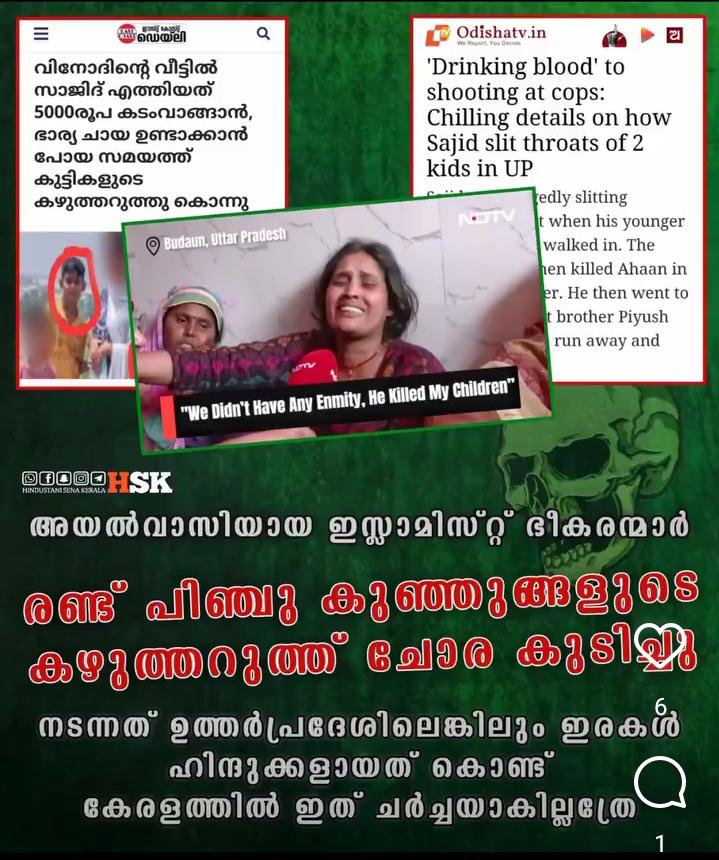 ഈസ്റ്റ് കോസ്റ്റ്
EAST COAST ഡെയലി
വിനോദിന്റെ വീട്ടിൽ
സാജിദ് എത്തിയത്
5000രൂപ കടംവാങ്ങാൻ,
ഭാര്യ ചായ ഉണ്ടാക്കാൻ
പോയ സമയത്ത്
കുട്ടികളുടെ
കഴുത്തറുത്തു കൊന്നു
Odishatv.in
We Report, You Decide
'Drinking blood' to
shooting at cops:
Chilling details on how
Sajid slit throats of 2
kids in UP
edly slitting
t when his younger
walked in. The
hen killed Ahaan in
er. He then went to
t brother Piyush
run away and
NDTV
Budaun, Uttar Pradesh
NDTV
"We Didn't Have Any Enmity, He Killed My Children"
HINDUSTANI SENA KERALA HSK
അയൽവാസിയായ ഇസ്ലാമിസ്റ്റ് ഭീകരന്മാർ
രണ്ട് പിഞ്ചു കുഞ്ഞുങ്ങളുടെ
കഴുത്തറുത്ത് ചോര കുടിച്ചു
6
നടന്നത് ഉത്തർപ്രദേശിലെങ്കിലും ഇരകൾ
ഹിന്ദുക്കളായത് കൊണ്ട്
കേരളത്തിൽ ഇത് ചർച്ചയാകില്ലത്രേ
1